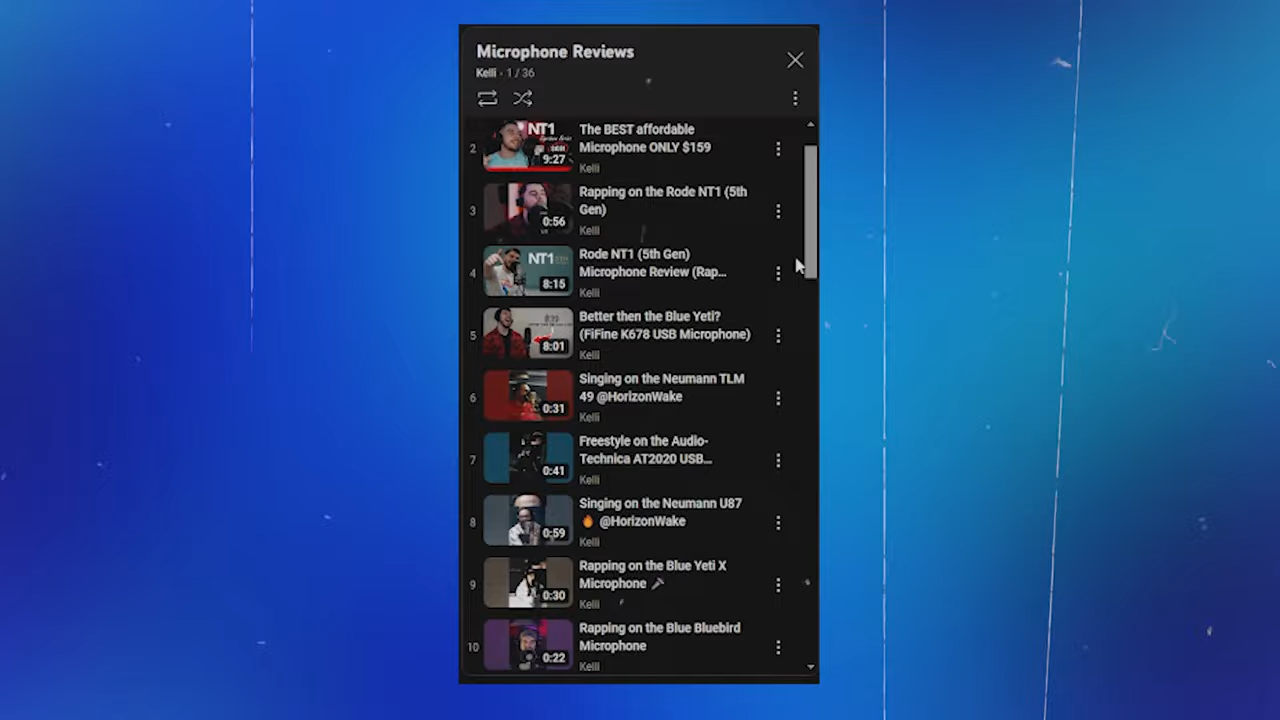 Microphone Reviews
Kelli - 1 / 36
2
NT1
9:27
The BEST affordable
Microphone ONLY $159
Kelli
3
0:56
Rapping on the Rode NT1 (5th
Gen)
Kelli
4
NT1
8:15
Rode NT1 (5th Gen)
Microphone Review (Rap...
Kelli
5
8:01
Better then the Blue Yeti?
(FiFine K678 USB Microphone)
Kelli
6
0:31
Singing on the Neumann TLM
49 @HorizonWake
Kelli
7
0:41
Freestyle on the Audio-
Technica AT2020 USB...
Kelli
8
0:59
Singing on the Neumann U87
🔥 @HorizonWake
Kelli
9
0:30
Rapping on the Blue Yeti X
Microphone 🎤
Kelli
10
0:22
Rapping on the Blue Bluebird
Microphone
Kelli